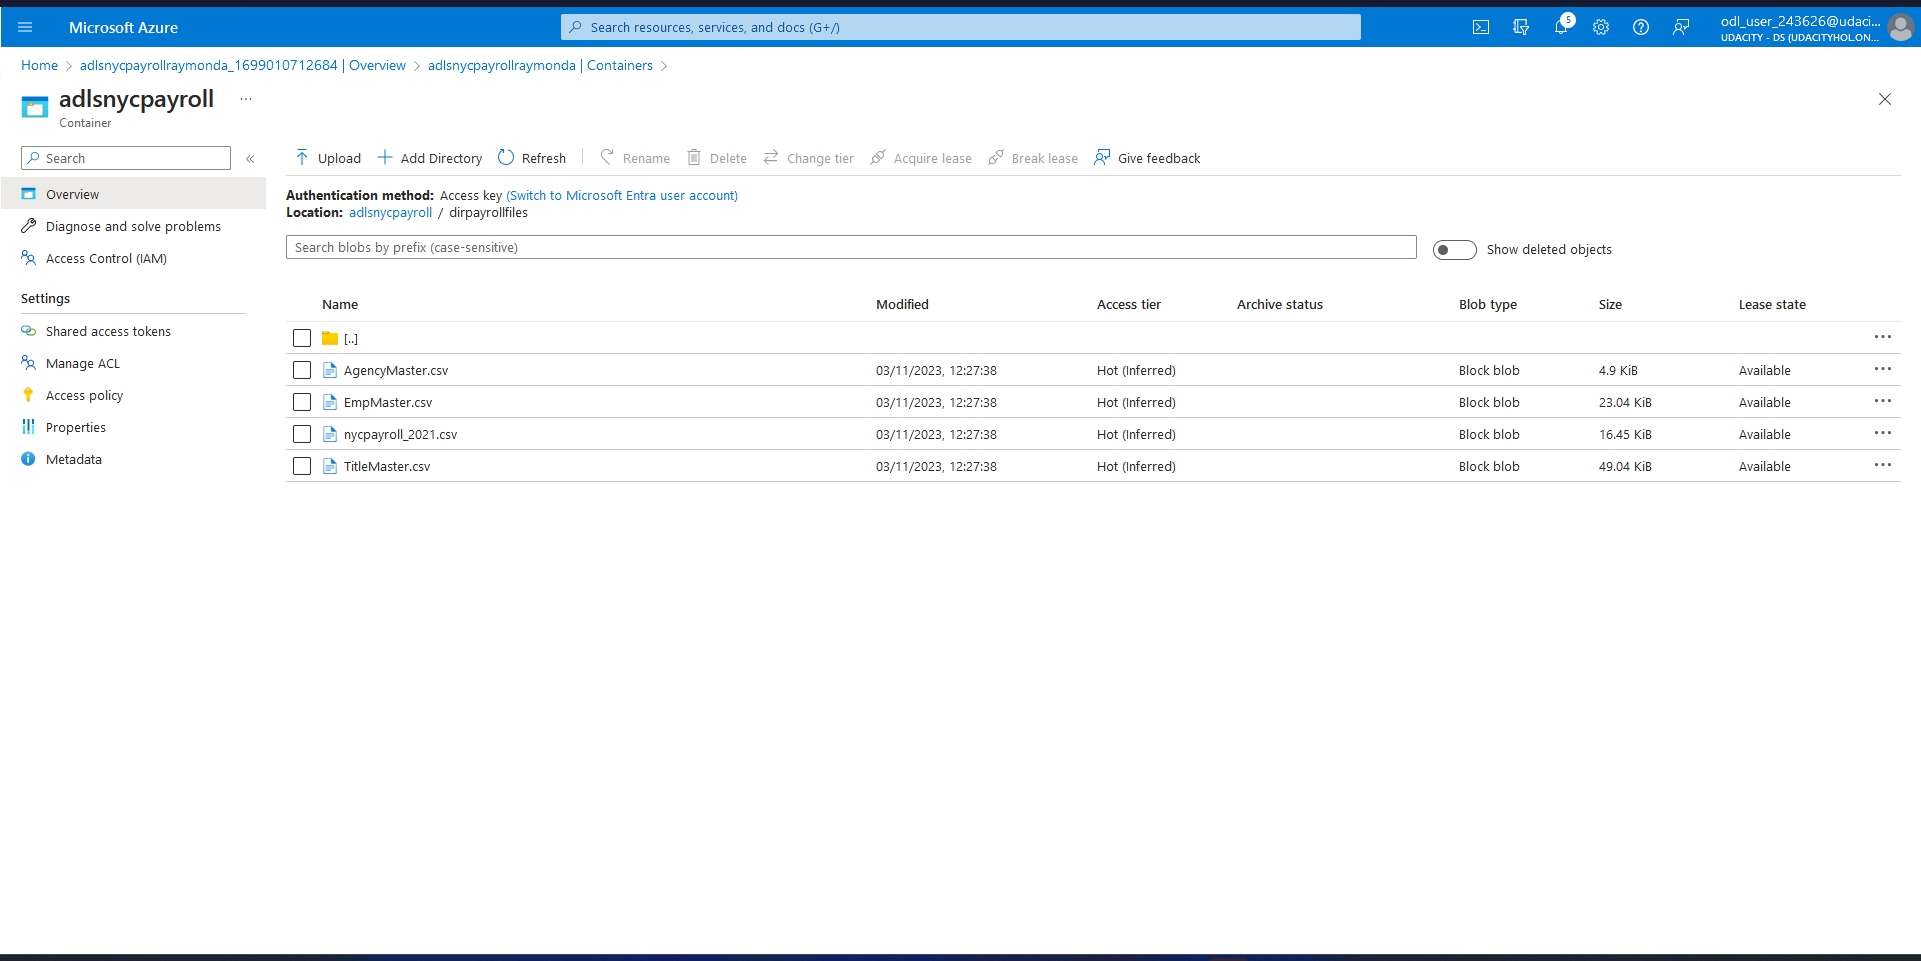 Microsoft Azure
Search resources, services, and docs (G+/)
5
odl_user_243626@udaci...
UDACITY - DS (UDACITYHOL.ON...
Home > adlsnycpayrollraymonda_1699010712684 | Overview > adlsnycpayrollraymonda | Containers >
adlsnycpayroll ...
Container
Search «
Overview
Diagnose and solve problems
Access Control (IAM)
Settings
Shared access tokens
Manage ACL
Access policy
Properties
Metadata
Upload Add Directory Refresh Rename Delete Change tier Acquire lease Break lease Give feedback
Authentication method: Access key (Switch to Microsoft Entra user account)
Location: adlsnycpayroll / dirpayrollfiles
Search blobs by prefix (case-sensitive)
Show deleted objects
Name Modified Access tier Archive status Blob type Size Lease state
[..] ...
AgencyMaster.csv 03/11/2023, 12:27:38 Hot (Inferred) Block blob 4.9 KiB Available ...
EmpMaster.csv 03/11/2023, 12:27:38 Hot (Inferred) Block blob 23.04 KiB Available ...
nycpayroll_2021.csv 03/11/2023, 12:27:38 Hot (Inferred) Block blob 16.45 KiB Available ...
TitleMaster.csv 03/11/2023, 12:27:38 Hot (Inferred) Block blob 49.04 KiB Available ...